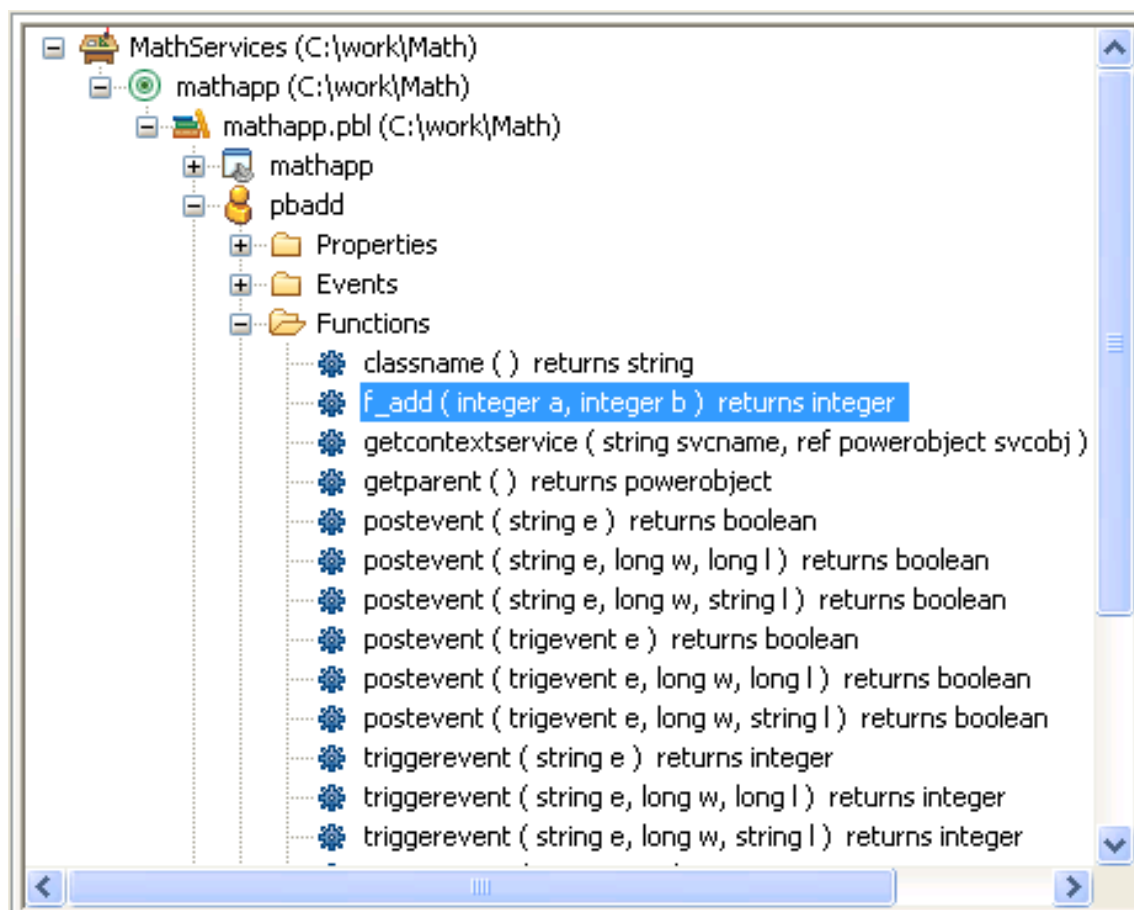 MathServices (C:\work\Math)
mathapp (C:\work\Math)
mathapp.pbl (C:\work\Math)
mathapp
pbadd
Properties
Events
Functions
classname ( )  returns string
f_add ( integer a, integer b )  returns integer
getcontextservice ( string svcname, ref powerobject svcobj )
getparent ( )  returns powerobject
postevent ( string e )  returns boolean
postevent ( string e, long w, long l )  returns boolean
postevent ( string e, long w, string l )  returns boolean
postevent ( trigevent e )  returns boolean
postevent ( trigevent e, long w, long l )  returns boolean
postevent ( trigevent e, long w, string l )  returns boolean
triggerevent ( string e )  returns integer
triggerevent ( string e, long w, long l )  returns integer
triggerevent ( string e, long w, string l )  returns integer